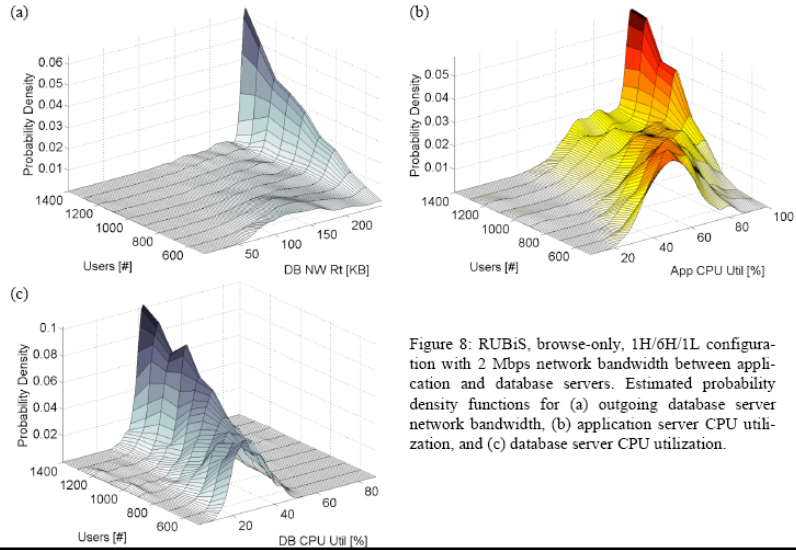 (a)
Probability Density
0.06
0.05
0.04
0.03
0.02
0.01
1400
1200
1000
800
600
Users [#]
50
100
150
200
DB NW Rt [KB]
(b)
Probability Density
0.05
0.04
0.03
0.02
0.01
1400
1200
1000
800
600
Users [#]
20
40
60
80
100
App CPU Util [%]
(c)
Probability Density
0.1
0.08
0.06
0.04
0.02
1400
1200
1000
800
600
Users [#]
20
40
60
80
DB CPU Util [%]
Figure 8: RUBiS, browse-only, 1H/6H/1L configura-
tion with 2 Mbps network bandwidth between appli-
cation and database servers. Estimated probability
density functions for (a) outgoing database server
network bandwidth, (b) application server CPU utili-
zation, and (c) database server CPU utilization.